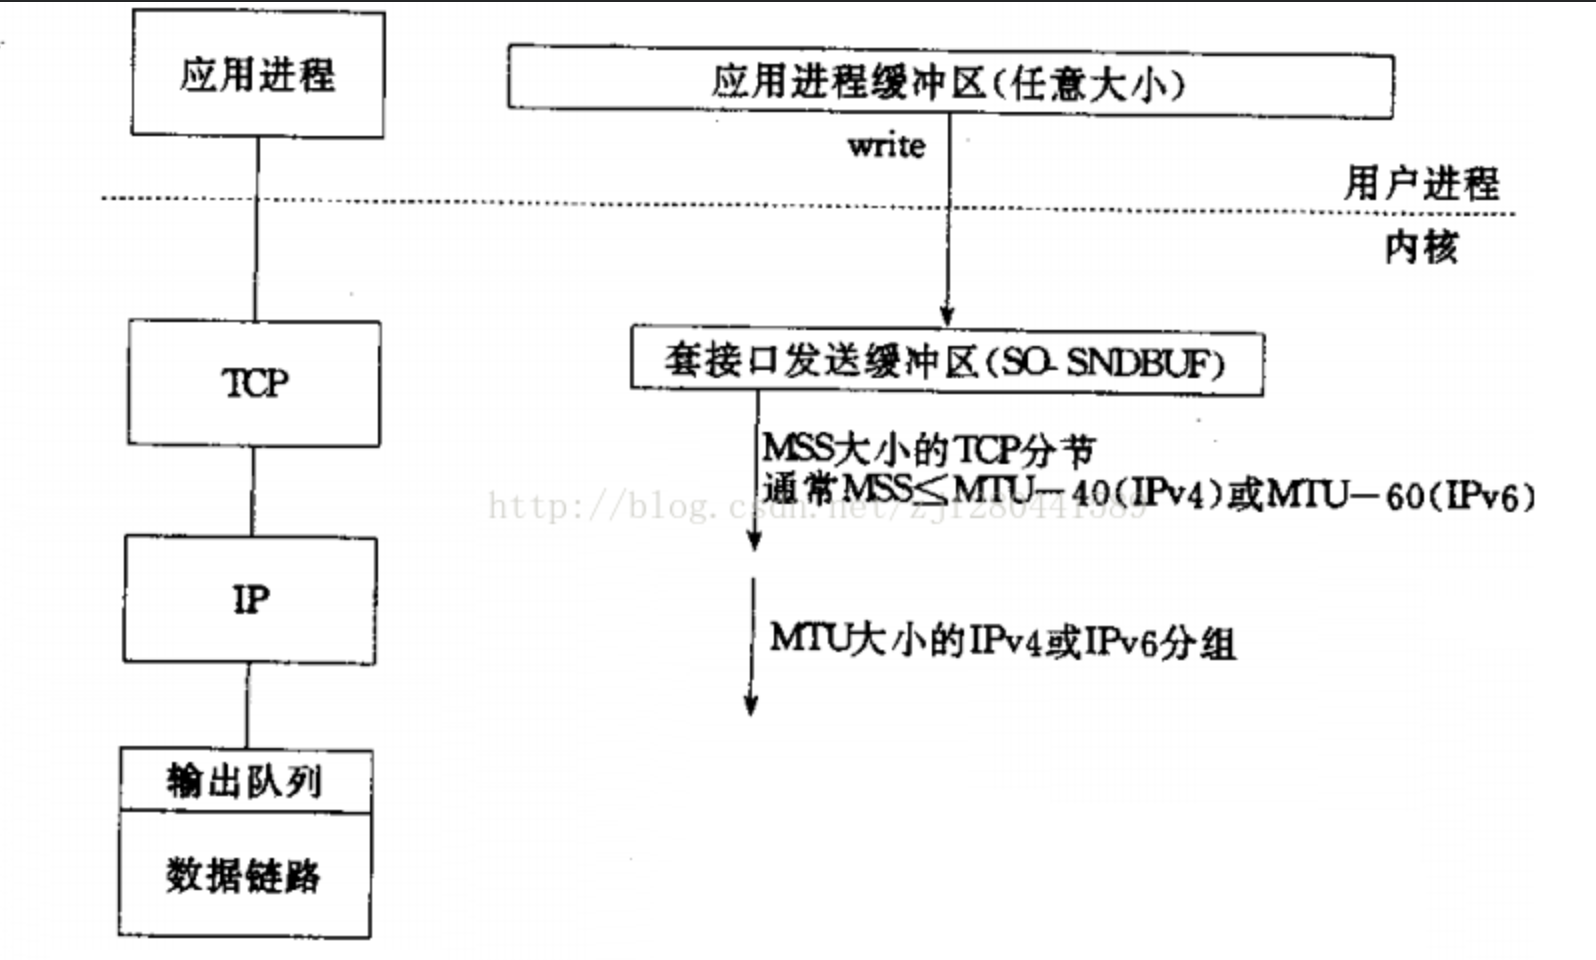 应用进程
应用进程缓冲区(任意大小)
write
用户进程
内核
TCP
套接口发送缓冲区(SO-SNDBUF)
MSS大小的TCP分节
通常MSS≤MTU-40(IPv4)或MTU-60(IPv6)
http://blog.csdn.net/zjf280441589
IP
MTU大小的IPv4或IPv6分组
输出队列
数据链路